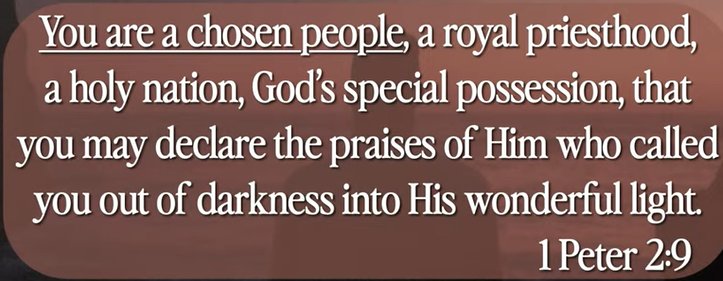 You are a chosen people, a royal priesthood,
a holy nation, God's special possession, that
you may declare the praises of Him who called
you out of darkness into His wonderful light.
1 Peter 2:9